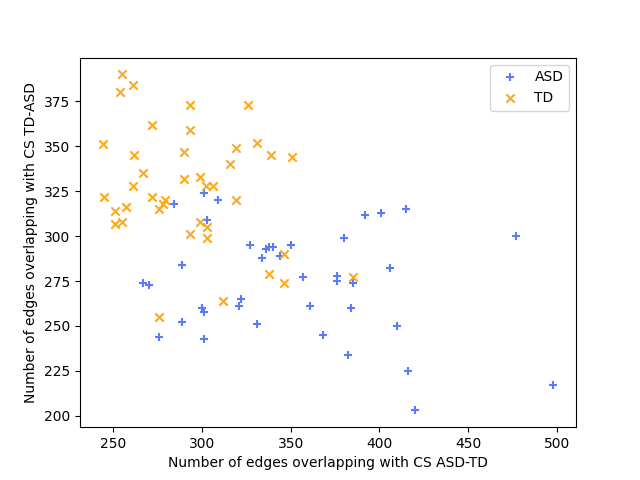 ASD
TD
375
350
325
300
275
250
225
200
Number of edges overlapping with CS TD-ASD
250 300 350 400 450 500
Number of edges overlapping with CS ASD-TD